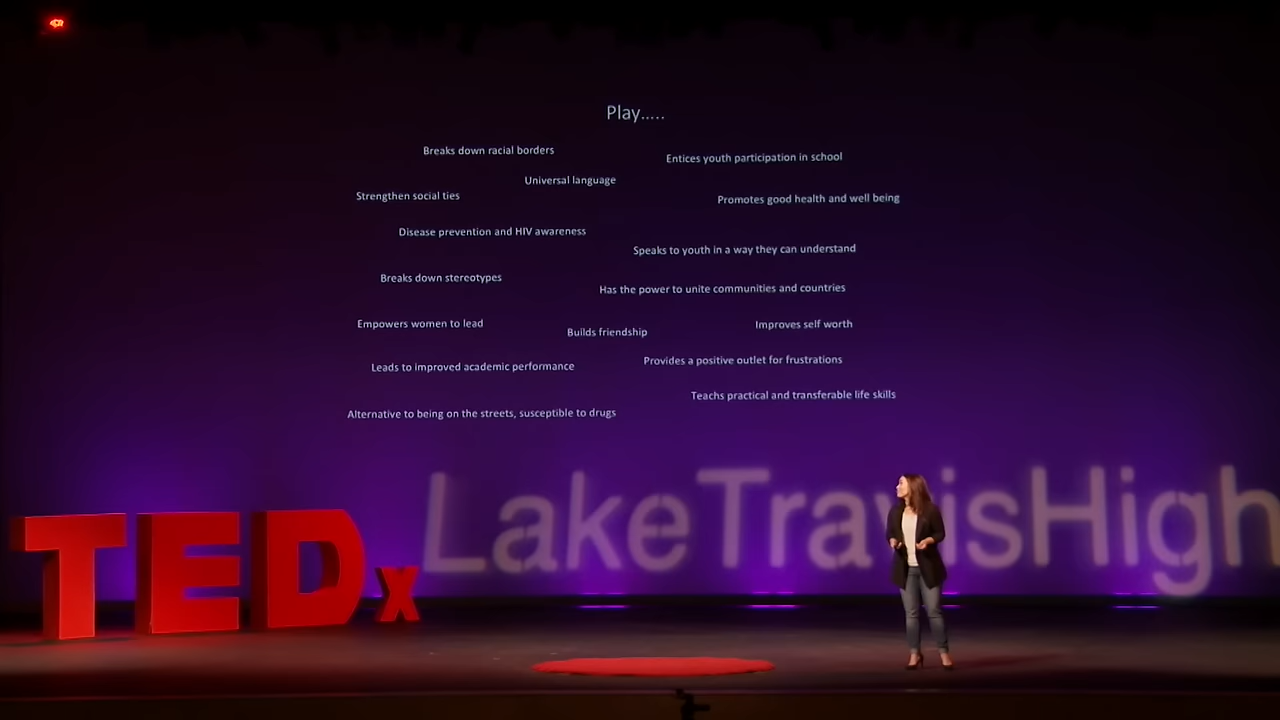 Play.....
Breaks down racial borders
Entices youth participation in school
Universal language
Strengthen social ties
Promotes good health and well being
Disease prevention and HIV awareness
Speaks to youth in a way they can understand
Breaks down stereotypes
Has the power to unite communities and countries
Empowers women to lead
Builds friendship
Improves self worth
Leads to improved academic performance
Provides a positive outlet for frustrations
Teachs practical and transferable life skills
Alternative to being on the streets, susceptible to drugs
TEDx
LakeTravisHigh